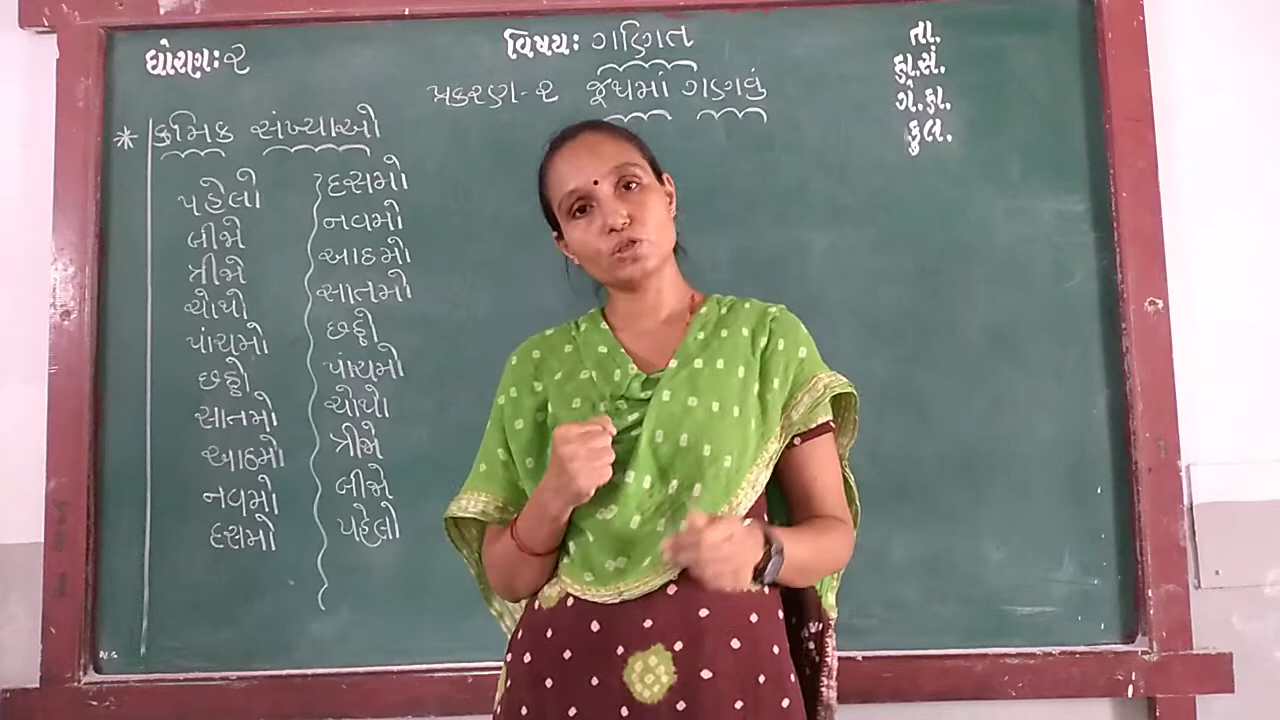 ધોરણ: ૨
વિષય: ગણિત
પ્રકરણ-૨ જૂથમાં ગણવું
તા.
હા.સં.
ગે.હા.
કુલ.
* ક્રમિક સંખ્યાઓ
પહેલો
બીજો
ત્રીજો
ચોથો
પાંચમો
છઠ્ઠો
સાતમો
આઠમો
નવમો
દસમો
દસમો
નવમો
આઠમો
સાતમો
છઠ્ઠો
પાંચમો
ચોથો
ત્રીજો
બીજો
પહેલો